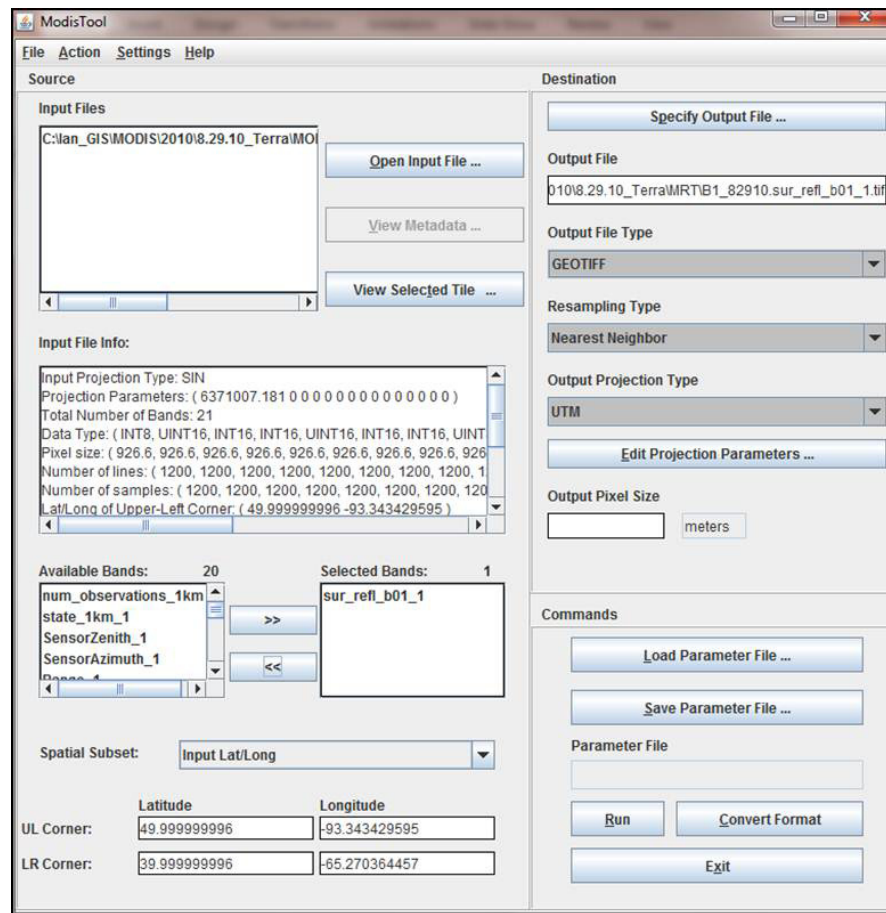 ModisTool
File Action Settings Help
Source
Input Files
C:\Ian_GIS\MODIS\2010\8.29.10_Terra\MOI
Open Input File ...
View Metadata ...
View Selected Tile ...
Input File Info:
Input Projection Type: SIN
Projection Parameters: ( 6371007.181 0 0 0 0 0 0 0 0 0 0 0 0 0 0 )
Total Number of Bands: 21
Data Type: ( INT8, UINT16, INT16, INT16, UINT16, INT16, INT16, UINT
Pixel size: ( 926.6, 926.6, 926.6, 926.6, 926.6, 926.6, 926.6, 926.6, 926
Number of lines: ( 1200, 1200, 1200, 1200, 1200, 1200, 1200, 1200, 1
Number of samples: ( 1200, 1200, 1200, 1200, 1200, 1200, 1200, 120
Lat/Long of Upper-Left Corner: ( 49.999999996 -93.343429595 )
Available Bands: 20
num_observations_1km
state_1km_1
SensorZenith_1
SensorAzimuth_1
Range_1
>>
<<
Selected Bands: 1
sur_refl_b01_1
Spatial Subset: Input Lat/Long
Latitude Longitude
UL Corner: 49.999999996 -93.343429595
LR Corner: 39.999999996 -65.270364457
Destination
Specify Output File ...
Output File
010\8.29.10_Terra\MRT\B1_82910.sur_refl_b01_1.tif
Output File Type
GEOTIFF
Resampling Type
Nearest Neighbor
Output Projection Type
UTM
Edit Projection Parameters ...
Output Pixel Size
meters
Commands
Load Parameter File ...
Save Parameter File ...
Parameter File
Run Convert Format
Exit